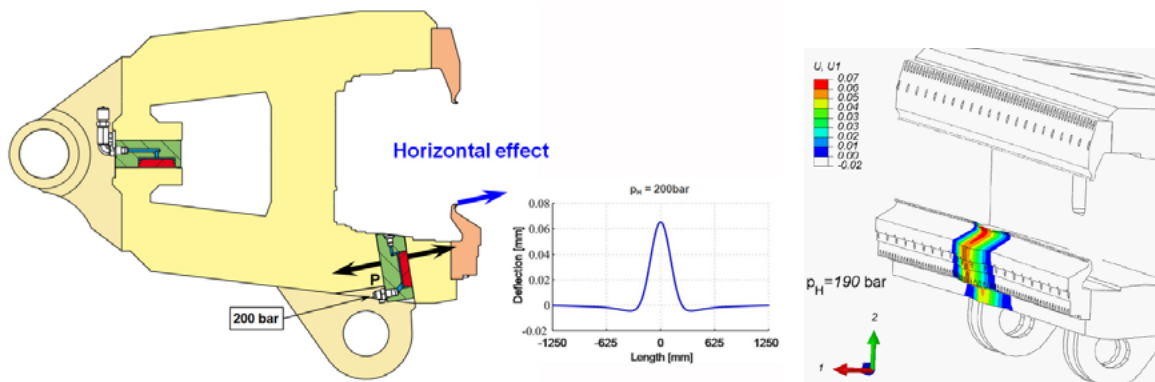 Horizontal effect
P
200 bar
p_H = 200bar
Deflection [mm]
0.08
0.06
0.04
0.02
0
-0.02
-1250
-625
0
625
1250
Length [mm]
U, U1
0.07
0.06
0.05
0.04
0.03
0.03
0.02
0.01
0.00
-0.02
p_H=190 bar
2
1